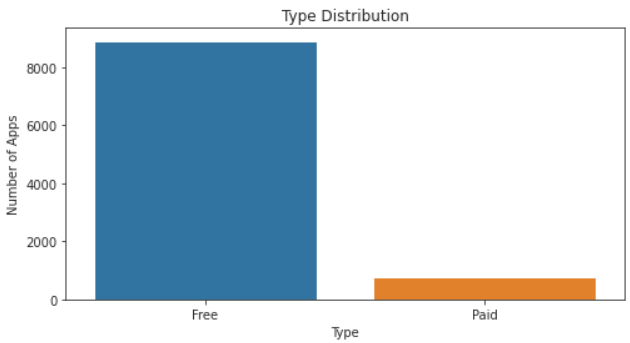 Type Distribution
8000
6000
4000
2000
0
Number of Apps
Free
Paid
Type